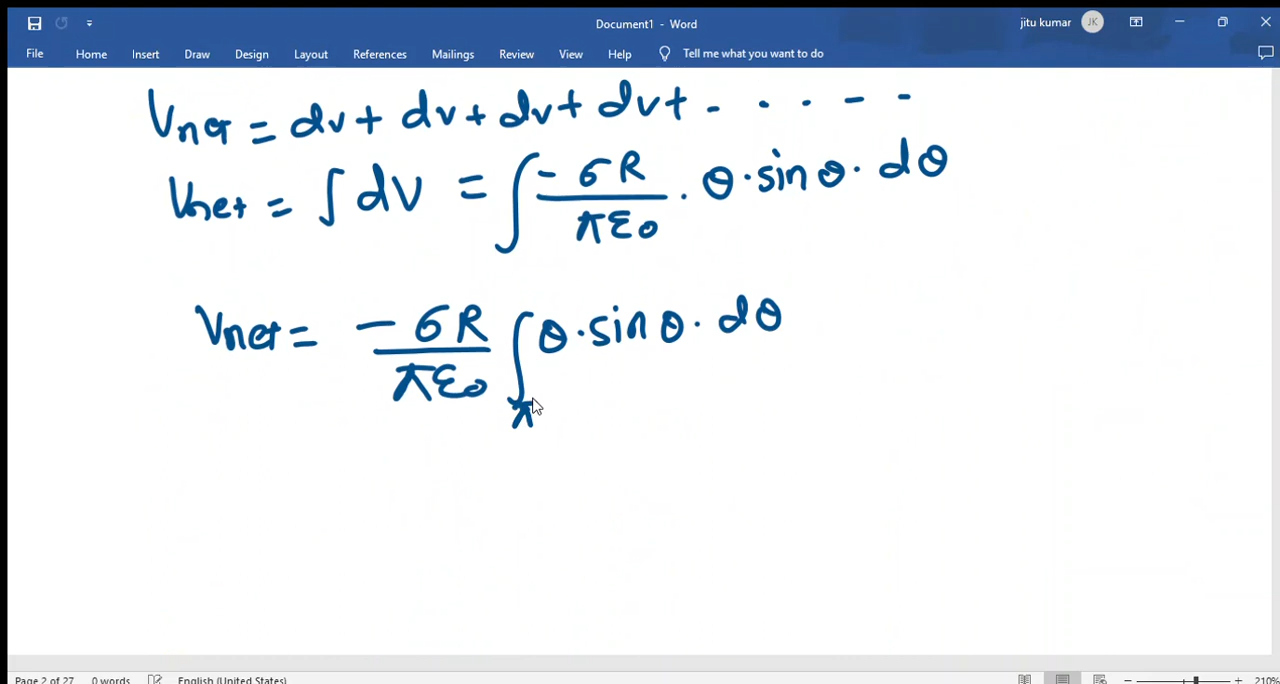 Document1 - Word
jitu kumar JK
File Home Insert Draw Design Layout References Mailings Review View Help Tell me what you want to do
Vnet = dv + dv + dv + dv + - · · - -
Vnet = ∫ dV = ∫ -σR/πε0 · θ·sinθ· dθ
Vnet = -σR/πε0 ∫π θ·sinθ· dθ
Page 2 of 27 0 words English (United States) 210%